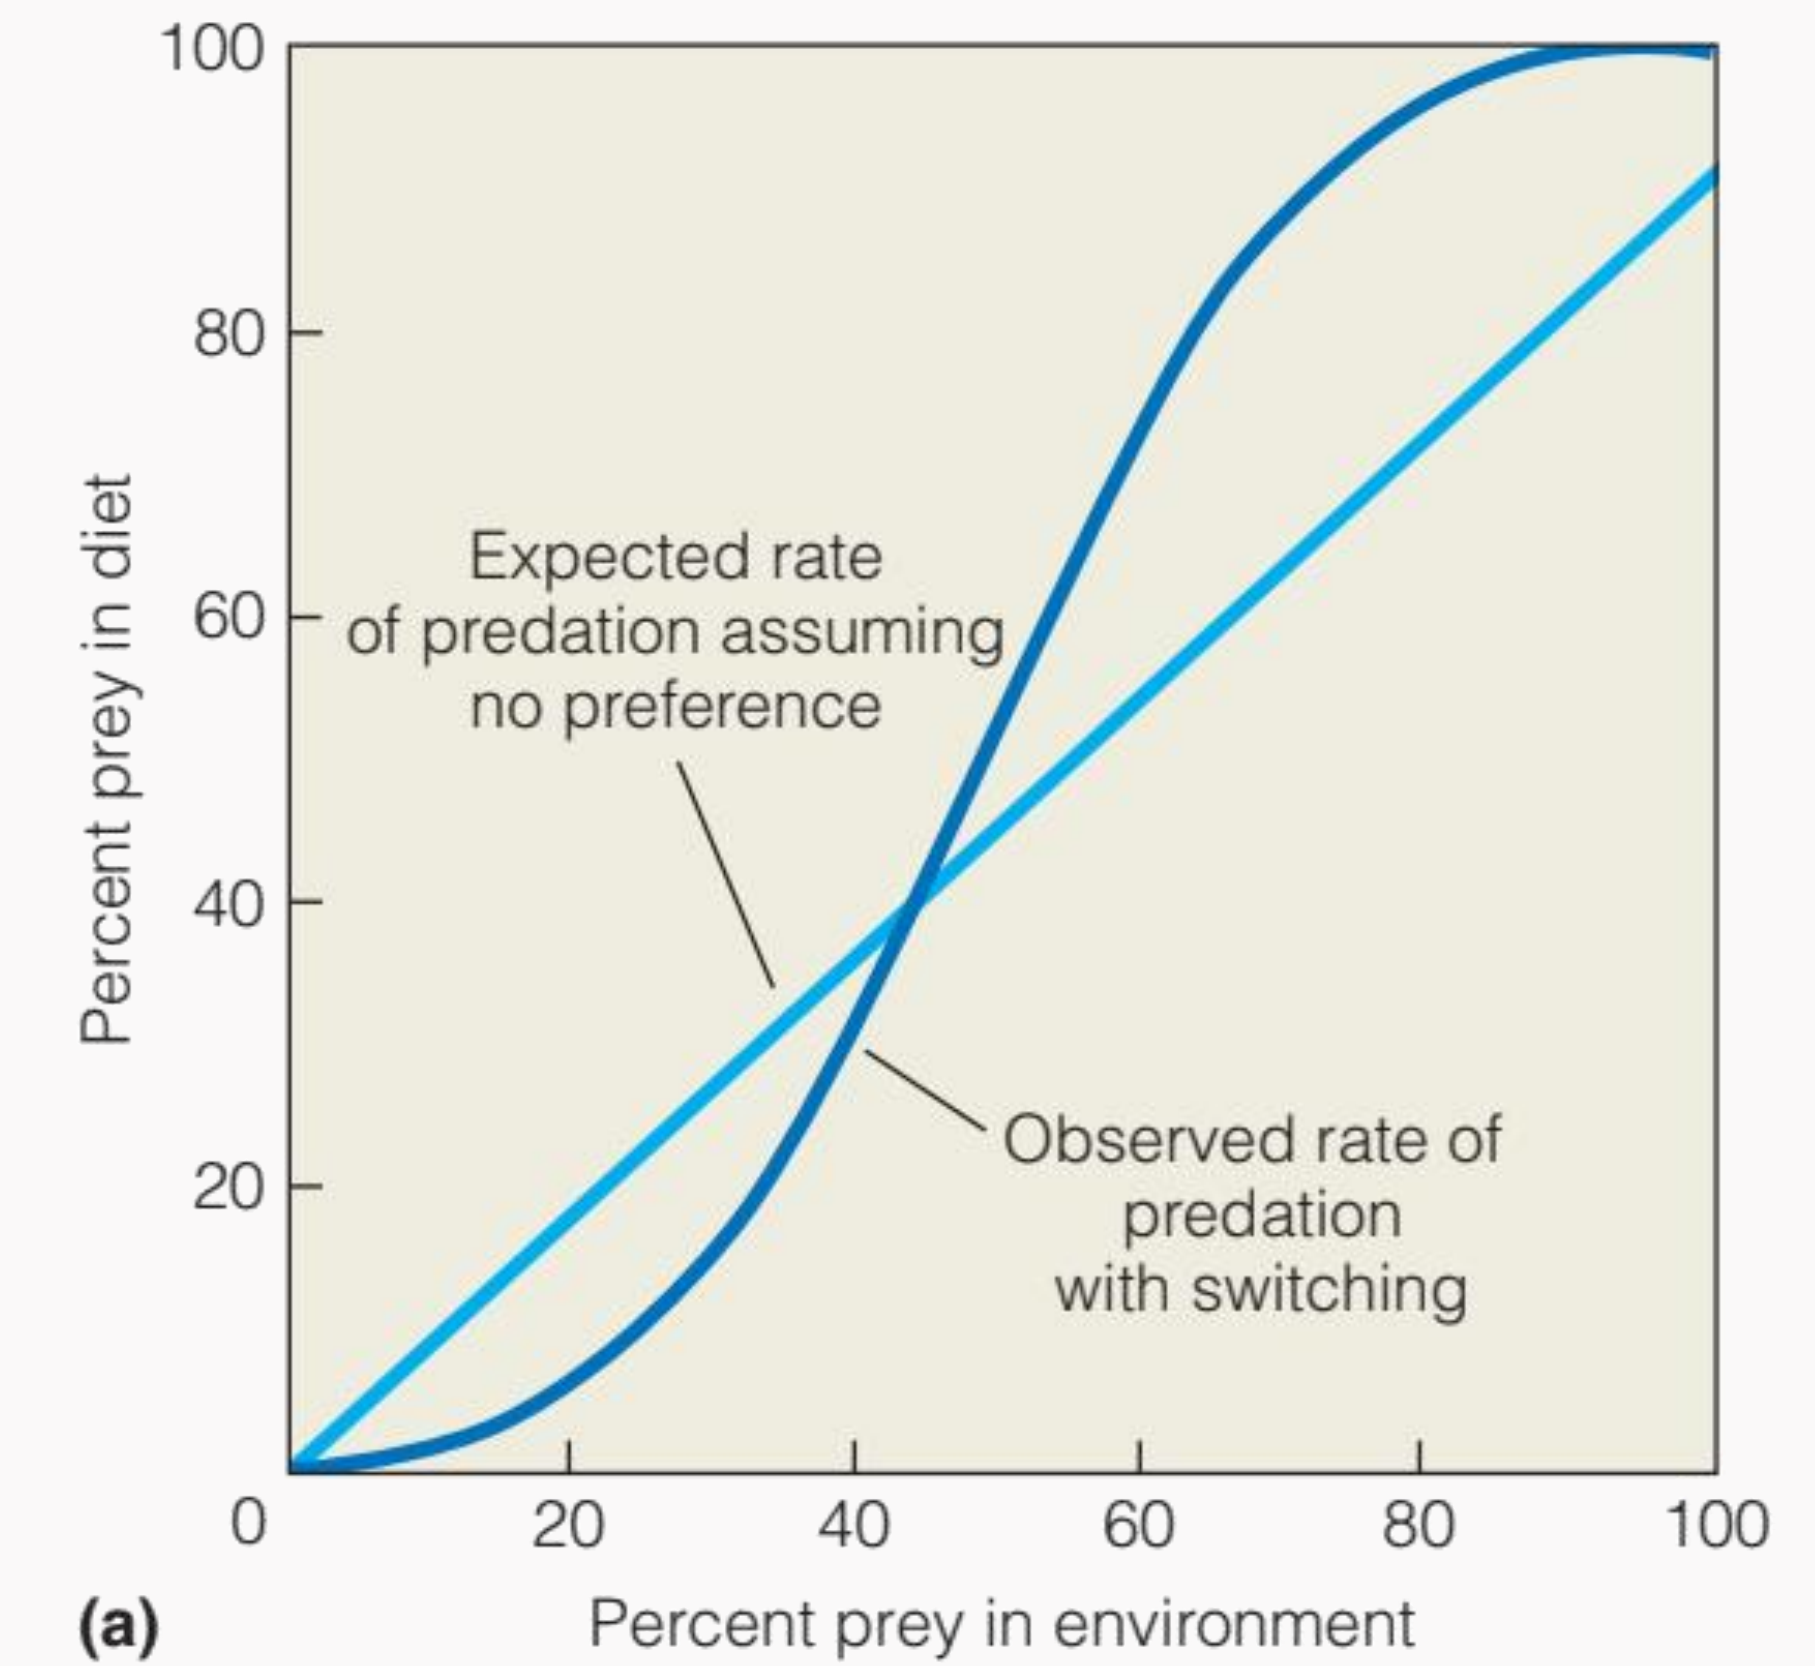 100
80
60
40
20
0
20
40
60
80
100
Percent prey in diet
Expected rate
of predation assuming
no preference
Observed rate of
predation
with switching
(a)
Percent prey in environment